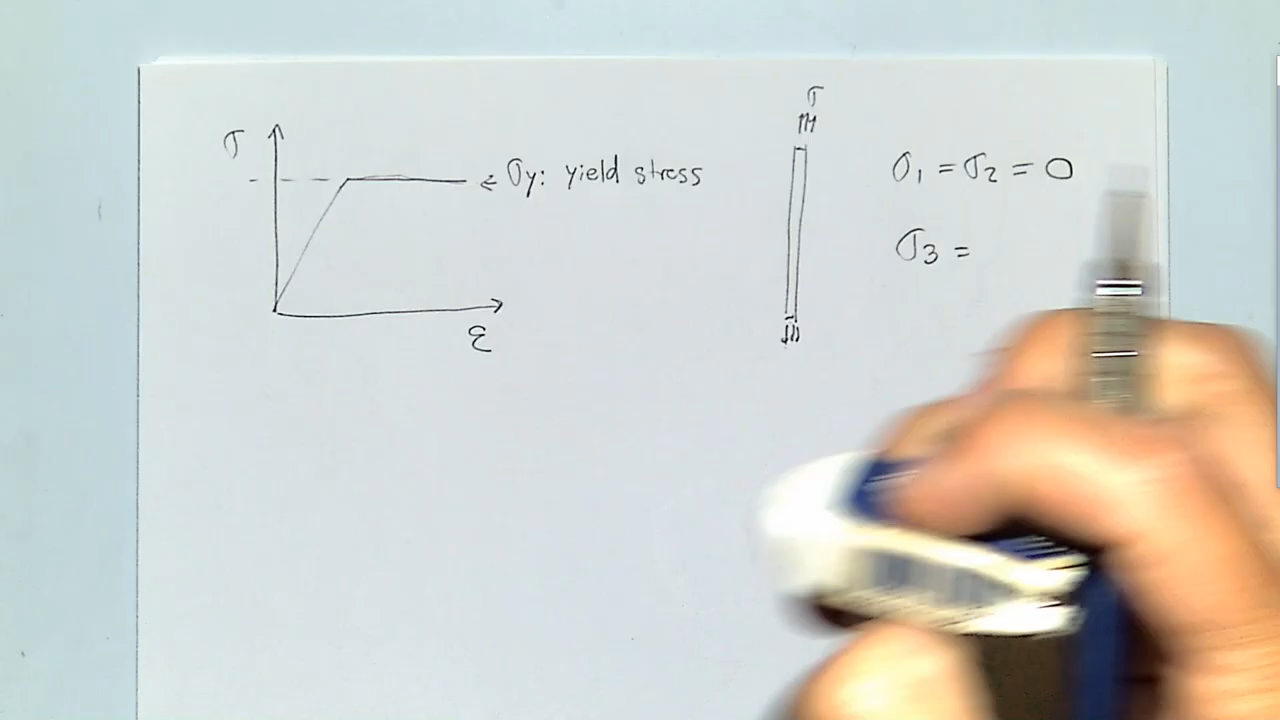 σ
← σy: yield stress
ε
σ
σ1 = σ2 = 0
σ3 =